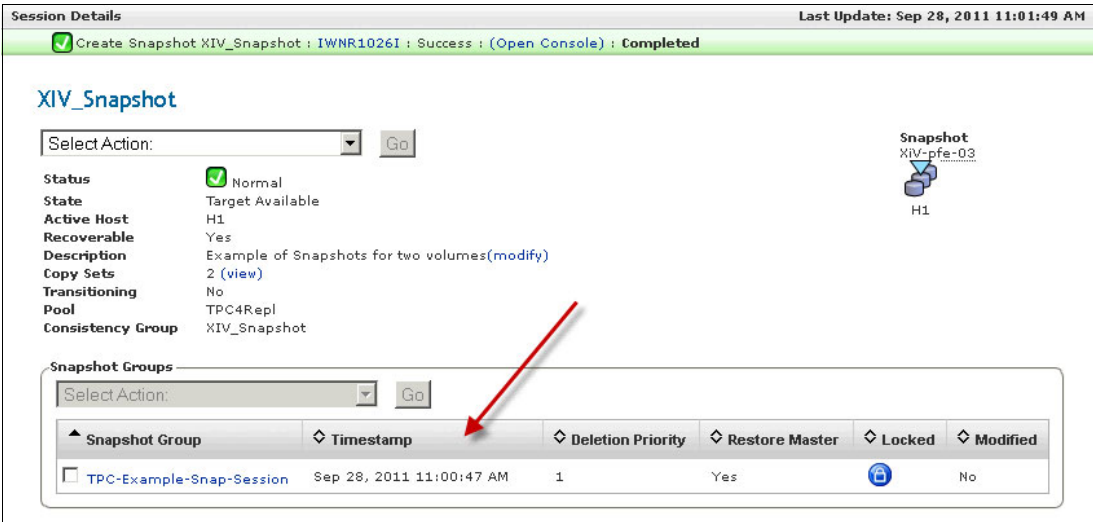 Session Details Last Update: Sep 28, 2011 11:01:49 AM
Create Snapshot XIV_Snapshot : IWNR1026I : Success : (Open Console) : Completed
XIV_Snapshot
Select Action: Go
Snapshot
XIV-pfe-03
H1
Status Normal
State Target Available
Active Host H1
Recoverable Yes
Description Example of Snapshots for two volumes(modify)
Copy Sets 2 (view)
Transitioning No
Pool TPC4Repl
Consistency Group XIV_Snapshot
Snapshot Groups
Select Action: Go
Snapshot Group Timestamp Deletion Priority Restore Master Locked Modified
TPC-Example-Snap-Session Sep 28, 2011 11:00:47 AM 1 Yes No